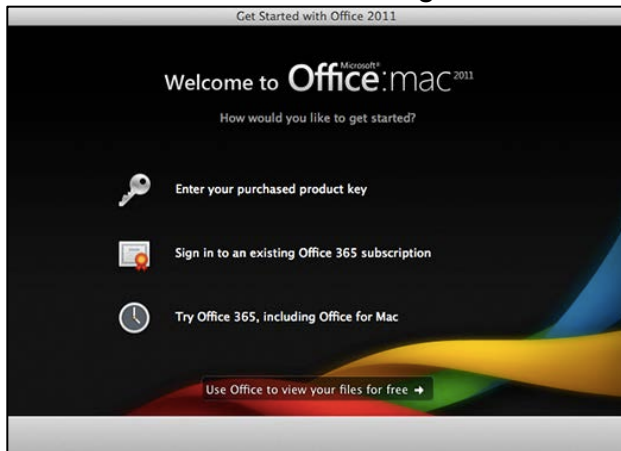 Get Started with Office 2011
Welcome to Microsoft® Office:mac 2011
How would you like to get started?
Enter your purchased product key
Sign in to an existing Office 365 subscription
Try Office 365, including Office for Mac
Use Office to view your files for free →